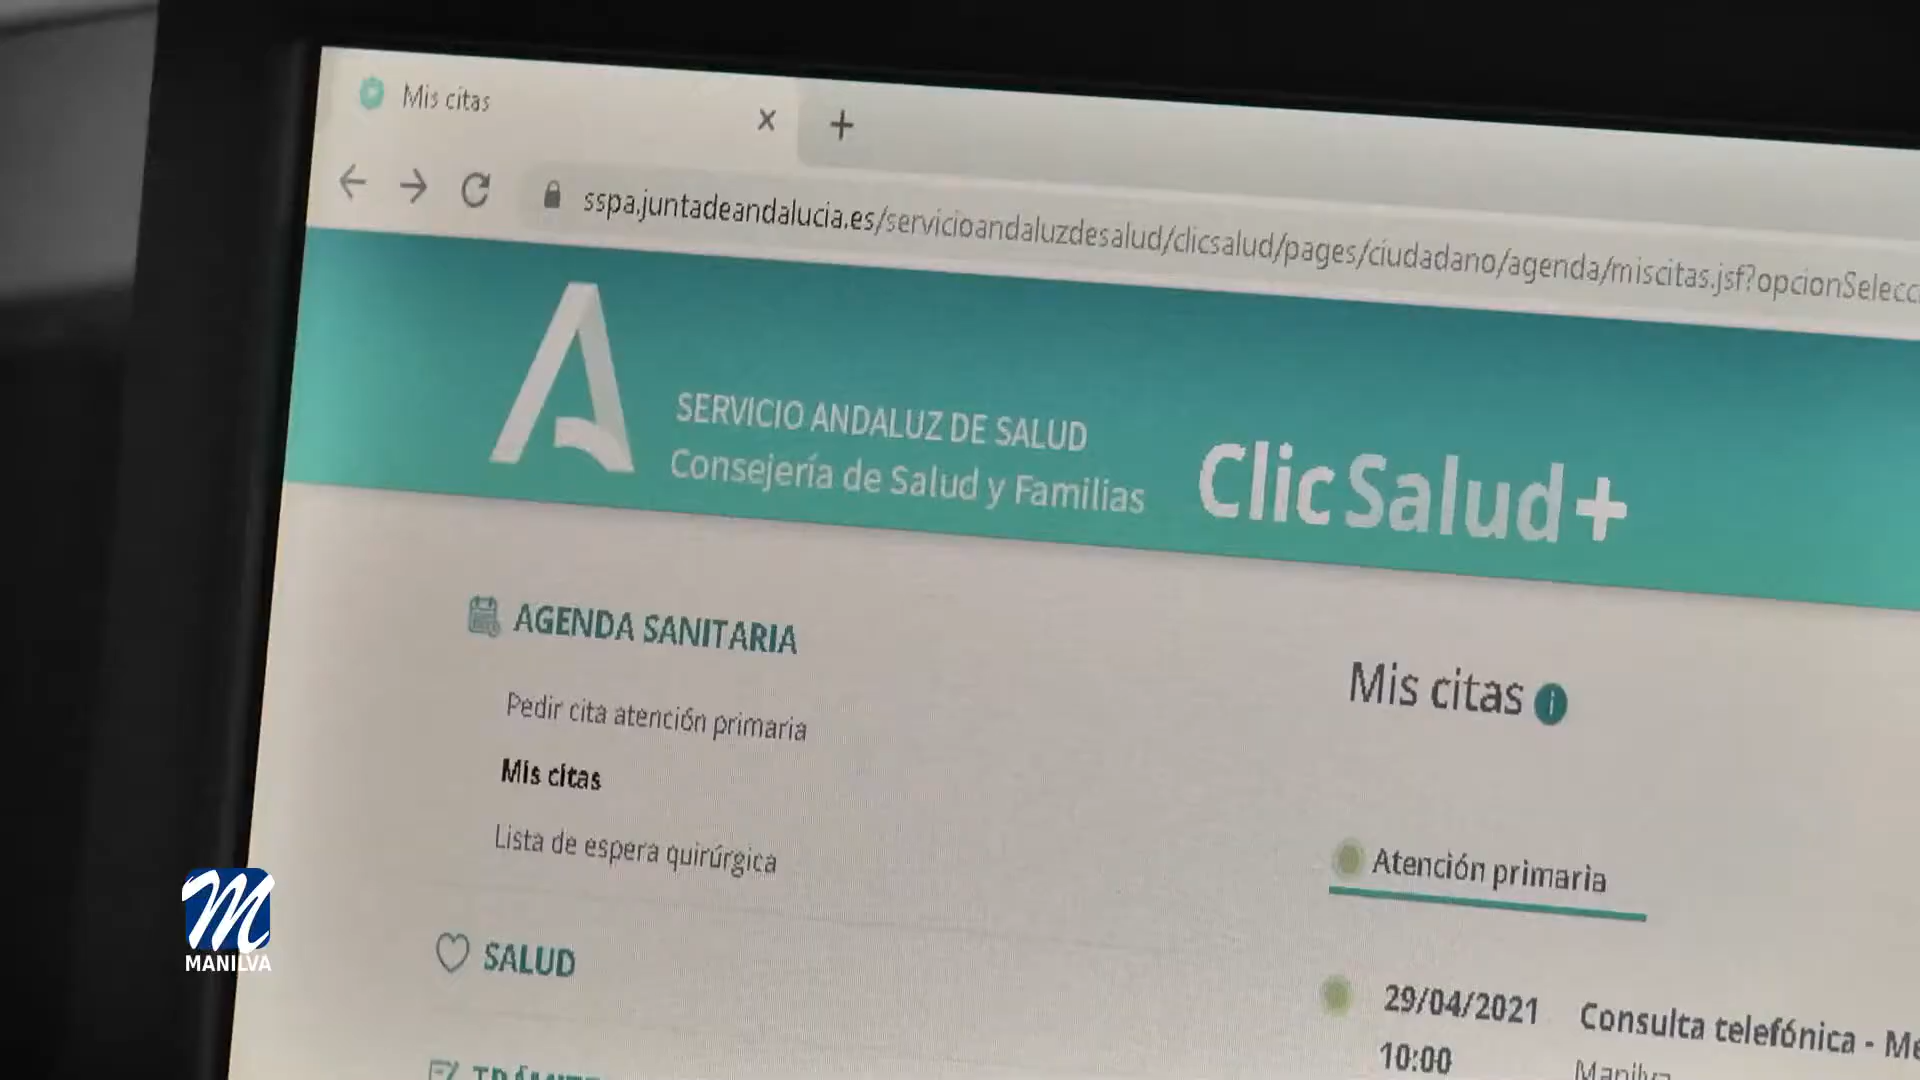 Mis citas
sspa.juntadeandalucia.es/servicioandaluzdesalud/clicsalud/pages/ciudadano/agenda/miscitas.jsf?opcionSelecc
SERVICIO ANDALUZ DE SALUD
Consejería de Salud y Familias
ClicSalud+
AGENDA SANITARIA
Pedir cita atención primaria
Mis citas
Lista de espera quirúrgica
SALUD
Mis citas i
Atención primaria
29/04/2021 Consulta telefónica - Me
10:00 Manilva
M
MANILVA